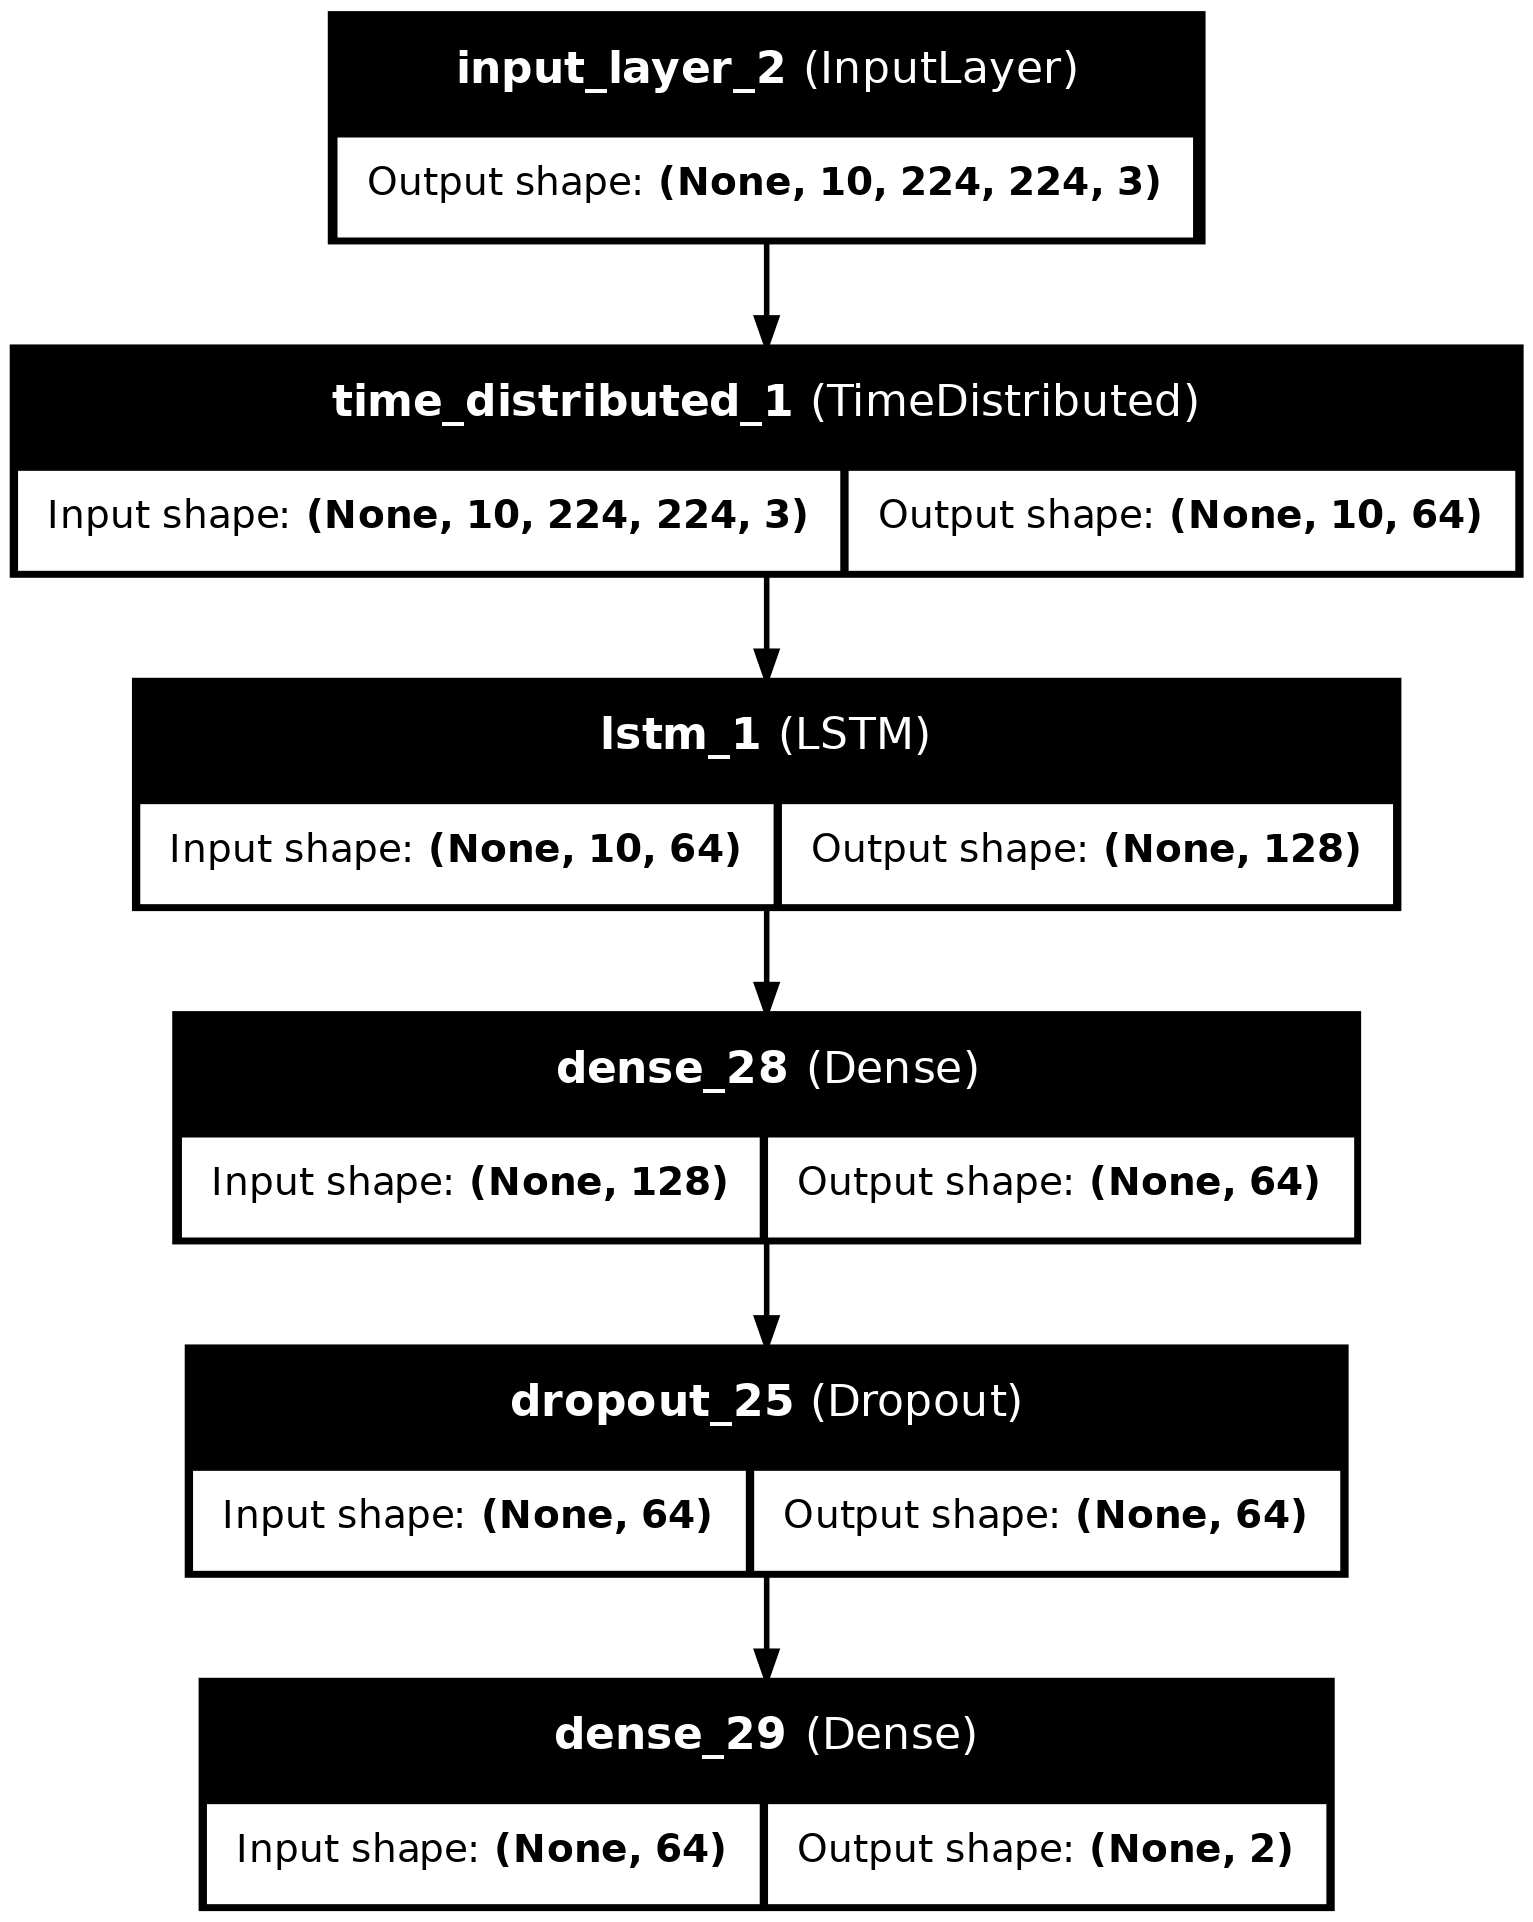 input_layer_2 (InputLayer)
Output shape: (None, 10, 224, 224, 3)
time_distributed_1 (TimeDistributed)
Input shape: (None, 10, 224, 224, 3) Output shape: (None, 10, 64)
lstm_1 (LSTM)
Input shape: (None, 10, 64) Output shape: (None, 128)
dense_28 (Dense)
Input shape: (None, 128) Output shape: (None, 64)
dropout_25 (Dropout)
Input shape: (None, 64) Output shape: (None, 64)
dense_29 (Dense)
Input shape: (None, 64) Output shape: (None, 2)